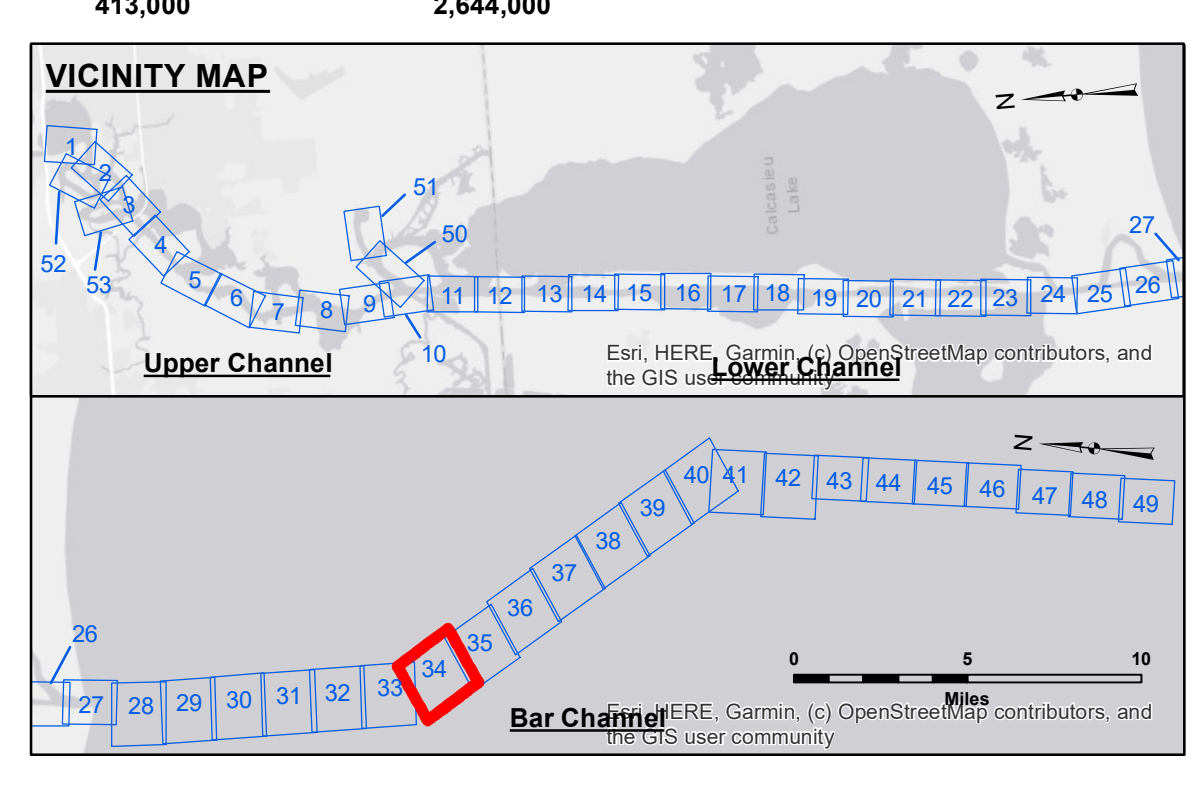 413,000 2,644,000
VICINITY MAP
N
1
2
3
4
5
6
7
8
9
10
11 12 13 14 15 16 17 18 19 20 21 22 23 24 25 26
27
50
51
52
53
Calcasieu
Lake
Upper Channel
Lower Channel
Esri, HERE, Garmin, (c) OpenStreetMap contributors, and
the GIS user community
N
26
27 28 29 30 31 32 33 34 35 36 37 38 39 40 41 42 43 44 45 46 47 48 49
0 5 10
Miles
Bar Channel
Esri, HERE, Garmin, (c) OpenStreetMap contributors, and
the GIS user community